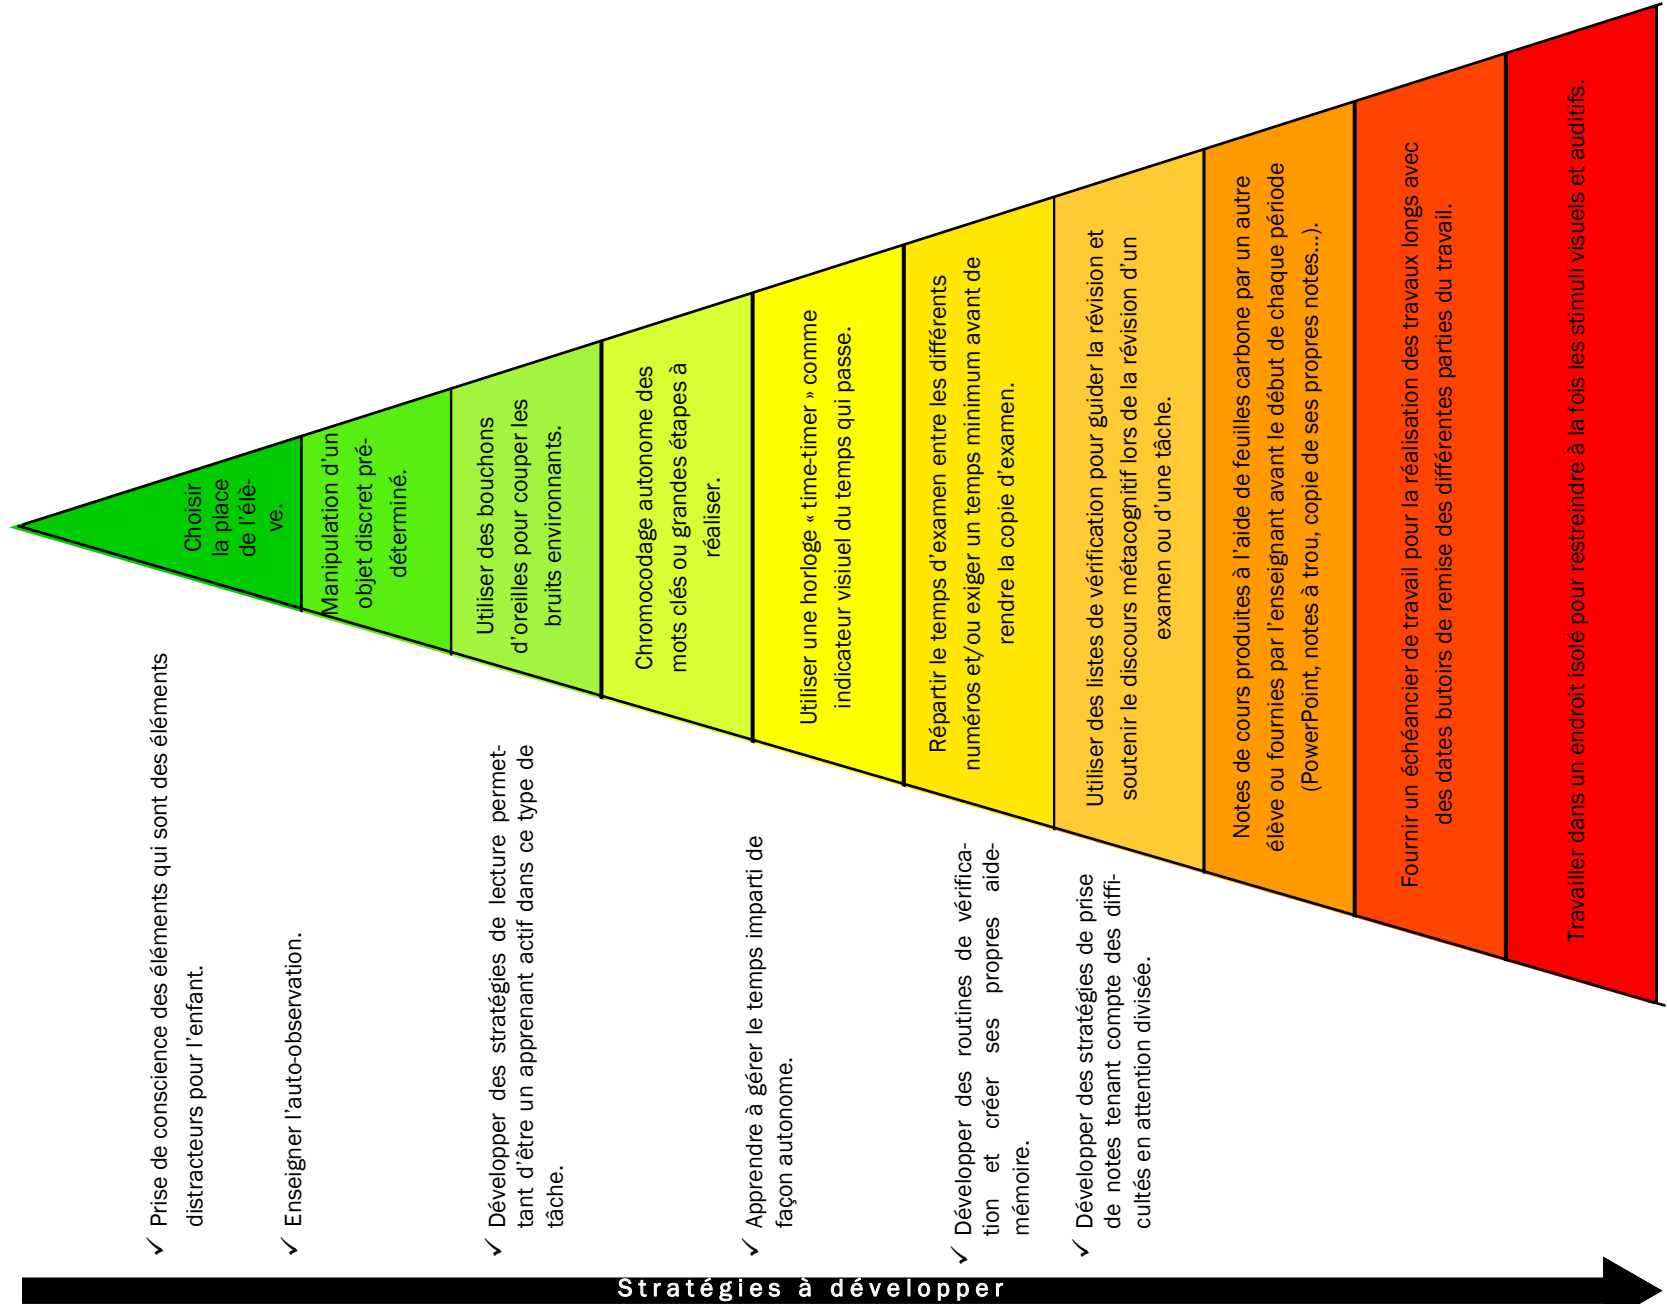 Choisir
la place
de l'élè-
ve.
Manipulation d'un
objet discret pré-
déterminé.
Utiliser des bouchons
d'oreilles pour couper les
bruits environnants.
Chromocodage autonome des
mots clés ou grandes étapes à
réaliser.
Utiliser une horloge « time-timer » comme
indicateur visuel du temps qui passe.
Répartir le temps d'examen entre les différents
numéros et/ou exiger un temps minimum avant de
rendre la copie d'examen.
Utiliser des listes de vérification pour guider la révision et
soutenir le discours métacognitif lors de la révision d'un
examen ou d'une tâche.
Notes de cours produites à l'aide de feuilles carbone par un autre
élève ou fournies par l'enseignant avant le début de chaque période
(PowerPoint, notes à trou, copie de ses propres notes...).
Fournir un échéancier de travail pour la réalisation des travaux longs avec
des dates butoirs de remise des différentes parties du travail.
Travailler dans un endroit isolé pour restreindre à la fois les stimuli visuels et auditifs.
✓ Prise de conscience des éléments qui sont des éléments
distracteurs pour l'enfant.
✓ Enseigner l'auto-observation.
✓ Développer des stratégies de lecture permet-
tant d'être un apprenant actif dans ce type de
tâche.
✓ Apprendre à gérer le temps imparti de
façon autonome.
✓ Développer des routines de vérifica-
tion et créer ses propres aide-
mémoire.
✓ Développer des stratégies de prise
de notes tenant compte des diffi-
cultés en attention divisée.
Stratégies à développer